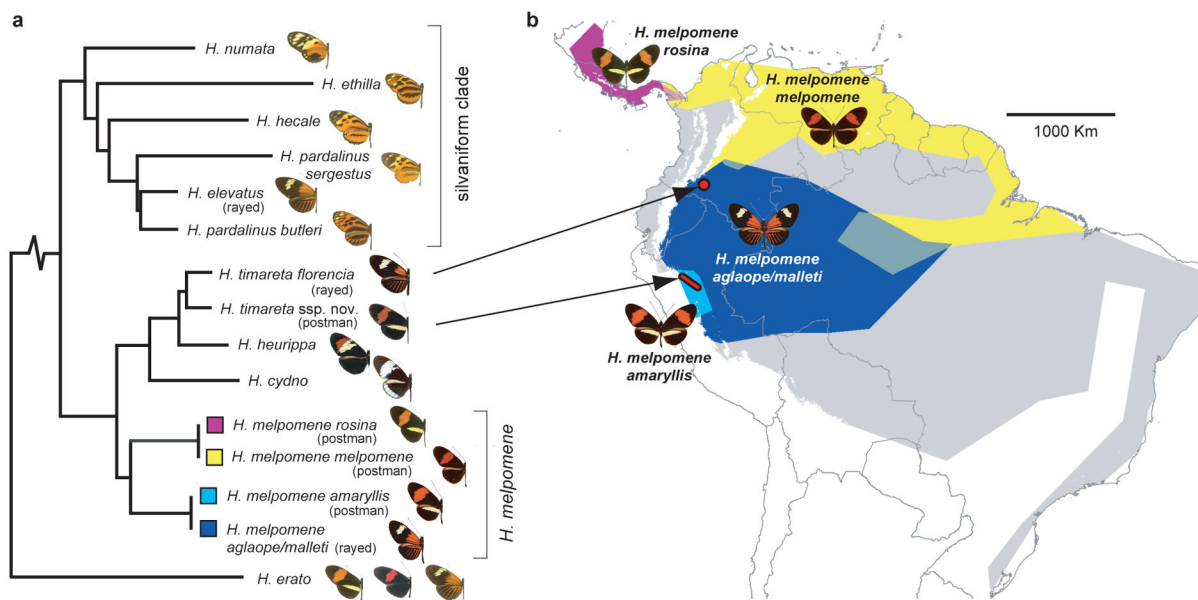 a
H. numata
H. ethilla
H. hecale
H. pardalinus
sergestus
H. elevatus
(rayed)
H. pardalinus butleri
silvaniform clade
H. timareta florencia
(rayed)
H. timareta ssp. nov.
(postman)
H. heurippa
H. cydno
H. melpomene rosina
(postman)
H. melpomene melpomene
(postman)
H. melpomene amaryllis
(postman)
H. melpomene
aglaope/malleti (rayed)
H. melpomene
H. erato
b
H. melpomene
rosina
H. melpomene
melpomene
1000 Km
H. melpomene
aglaope/malleti
H. melpomene
amaryllis